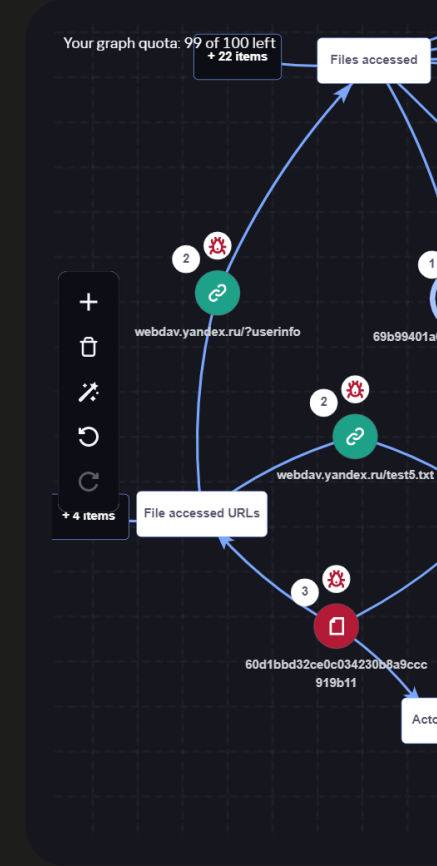 Your graph quota: 99 of 100 left
+ 22 items
Files accessed
2
1
webdav.yandex.ru/?userinfo
69b99401a
2
webdav.yandex.ru/test5.txt
+ 4 items
File accessed URLs
3
60d1bbd32ce0c034230b8a9ccc
919b11
Acto